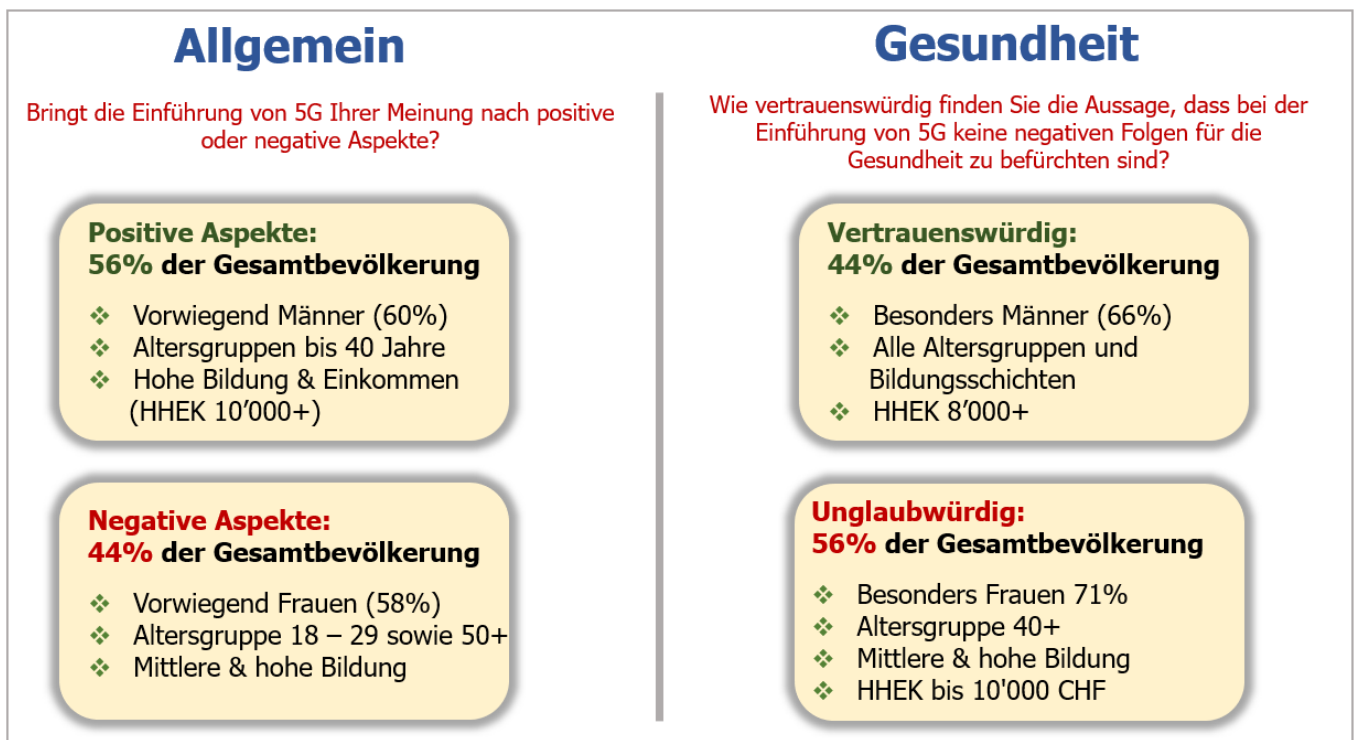 Allgemein
Bringt die Einführung von 5G Ihrer Meinung nach positive
oder negative Aspekte?
Positive Aspekte:
56% der Gesamtbevölkerung
Vorwiegend Männer (60%)
Altersgruppen bis 40 Jahre
Hohe Bildung & Einkommen
(HHEK 10’000+)
Negative Aspekte:
44% der Gesamtbevölkerung
Vorwiegend Frauen (58%)
Altersgruppe 18 – 29 sowie 50+
Mittlere & hohe Bildung
Gesundheit
Wie vertrauenswürdig finden Sie die Aussage, dass bei der
Einführung von 5G keine negativen Folgen für die
Gesundheit zu befürchten sind?
Vertrauenswürdig:
44% der Gesamtbevölkerung
Besonders Männer (66%)
Alle Altersgruppen und
Bildungsschichten
HHEK 8’000+
Unglaubwürdig:
56% der Gesamtbevölkerung
Besonders Frauen 71%
Altersgruppe 40+
Mittlere & hohe Bildung
HHEK bis 10'000 CHF